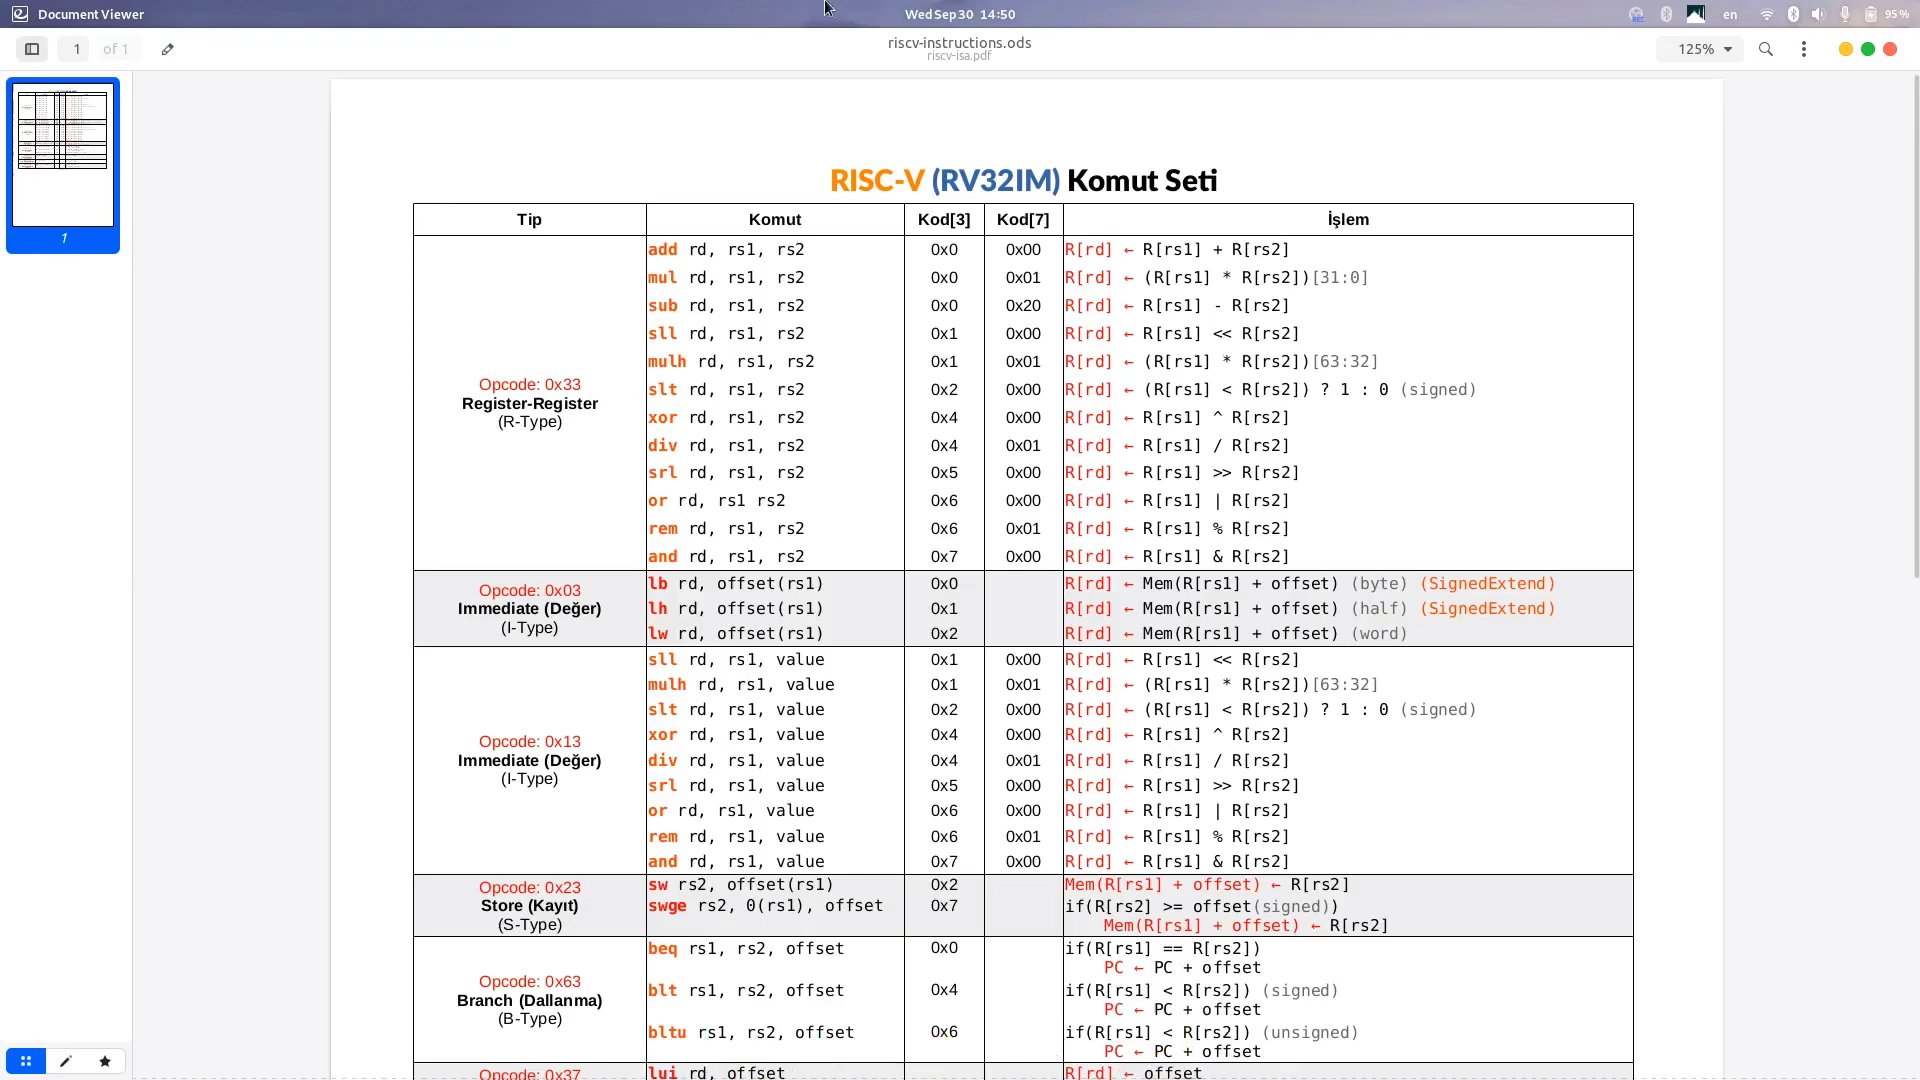 Document Viewer
Wed Sep 30 14:50
en
95 %
1 of 1
riscv-instructions.ods
riscv-isa.pdf
125%
1
RISC-V (RV32IM) Komut Seti
Tip Komut Kod[3] Kod[7] İşlem
Opcode: 0x33
Register-Register
(R-Type)
add rd, rs1, rs2 0x0 0x00 R[rd] ← R[rs1] + R[rs2]
mul rd, rs1, rs2 0x0 0x01 R[rd] ← (R[rs1] * R[rs2])[31:0]
sub rd, rs1, rs2 0x0 0x20 R[rd] ← R[rs1] - R[rs2]
sll rd, rs1, rs2 0x1 0x00 R[rd] ← R[rs1] << R[rs2]
mulh rd, rs1, rs2 0x1 0x01 R[rd] ← (R[rs1] * R[rs2])[63:32]
slt rd, rs1, rs2 0x2 0x00 R[rd] ← (R[rs1] < R[rs2]) ? 1 : 0 (signed)
xor rd, rs1, rs2 0x4 0x00 R[rd] ← R[rs1] ^ R[rs2]
div rd, rs1, rs2 0x4 0x01 R[rd] ← R[rs1] / R[rs2]
srl rd, rs1, rs2 0x5 0x00 R[rd] ← R[rs1] >> R[rs2]
or rd, rs1 rs2 0x6 0x00 R[rd] ← R[rs1] | R[rs2]
rem rd, rs1, rs2 0x6 0x01 R[rd] ← R[rs1] % R[rs2]
and rd, rs1, rs2 0x7 0x00 R[rd] ← R[rs1] & R[rs2]
Opcode: 0x03
Immediate (Değer)
(I-Type)
lb rd, offset(rs1) 0x0 R[rd] ← Mem(R[rs1] + offset) (byte) (SignedExtend)
lh rd, offset(rs1) 0x1 R[rd] ← Mem(R[rs1] + offset) (half) (SignedExtend)
lw rd, offset(rs1) 0x2 R[rd] ← Mem(R[rs1] + offset) (word)
Opcode: 0x13
Immediate (Değer)
(I-Type)
sll rd, rs1, value 0x1 0x00 R[rd] ← R[rs1] << R[rs2]
mulh rd, rs1, value 0x1 0x01 R[rd] ← (R[rs1] * R[rs2])[63:32]
slt rd, rs1, value 0x2 0x00 R[rd] ← (R[rs1] < R[rs2]) ? 1 : 0 (signed)
xor rd, rs1, value 0x4 0x00 R[rd] ← R[rs1] ^ R[rs2]
div rd, rs1, value 0x4 0x01 R[rd] ← R[rs1] / R[rs2]
srl rd, rs1, value 0x5 0x00 R[rd] ← R[rs1] >> R[rs2]
or rd, rs1, value 0x6 0x00 R[rd] ← R[rs1] | R[rs2]
rem rd, rs1, value 0x6 0x01 R[rd] ← R[rs1] % R[rs2]
and rd, rs1, value 0x7 0x00 R[rd] ← R[rs1] & R[rs2]
Opcode: 0x23
Store (Kayıt)
(S-Type)
sw rs2, offset(rs1) 0x2 Mem(R[rs1] + offset) ← R[rs2]
swge rs2, 0(rs1), offset 0x7 if(R[rs2] >= offset(signed))
Mem(R[rs1] + offset) ← R[rs2]
Opcode: 0x63
Branch (Dallanma)
(B-Type)
beq rs1, rs2, offset 0x0 if(R[rs1] == R[rs2])
PC ← PC + offset
blt rs1, rs2, offset 0x4 if(R[rs1] < R[rs2]) (signed)
PC ← PC + offset
bltu rs1, rs2, offset 0x6 if(R[rs1] < R[rs2]) (unsigned)
PC ← PC + offset
Opcode: 0x37
lui rd, offset R[rd] ← offset